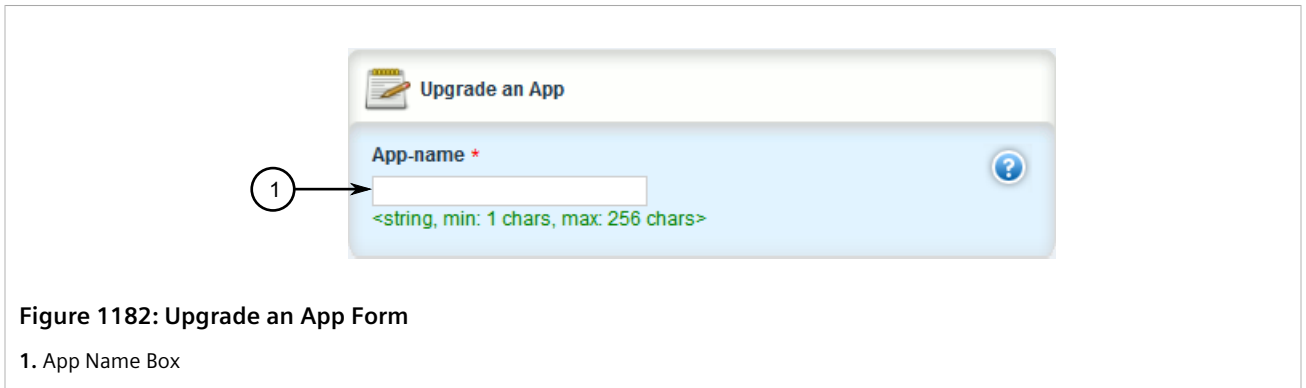 Upgrade an App
App-name *
?
1
<string, min: 1 chars, max: 256 chars>
Figure 1182: Upgrade an App Form
1. App Name Box